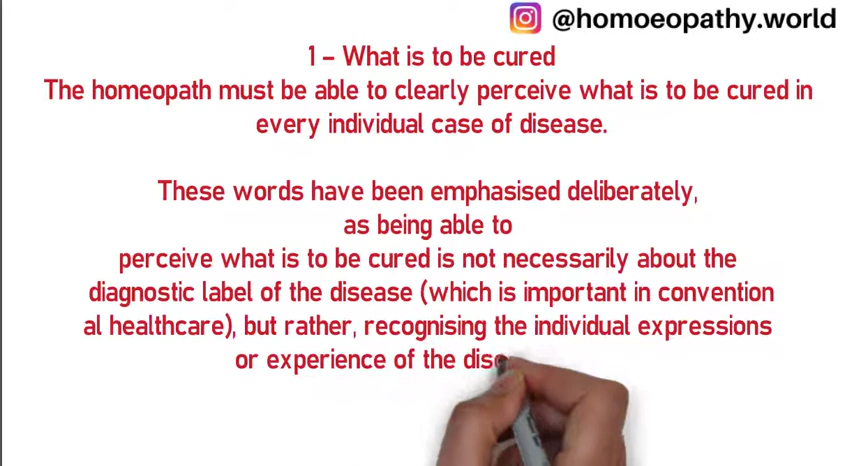 @homoeopathy.world
1 – What is to be cured
The homeopath must be able to clearly perceive what is to be cured in
every individual case of disease.
These words have been emphasised deliberately,
as being able to
perceive what is to be cured is not necessarily about the
diagnostic label of the disease (which is important in convention
al healthcare), but rather, recognising the individual expressions
or experience of the dis